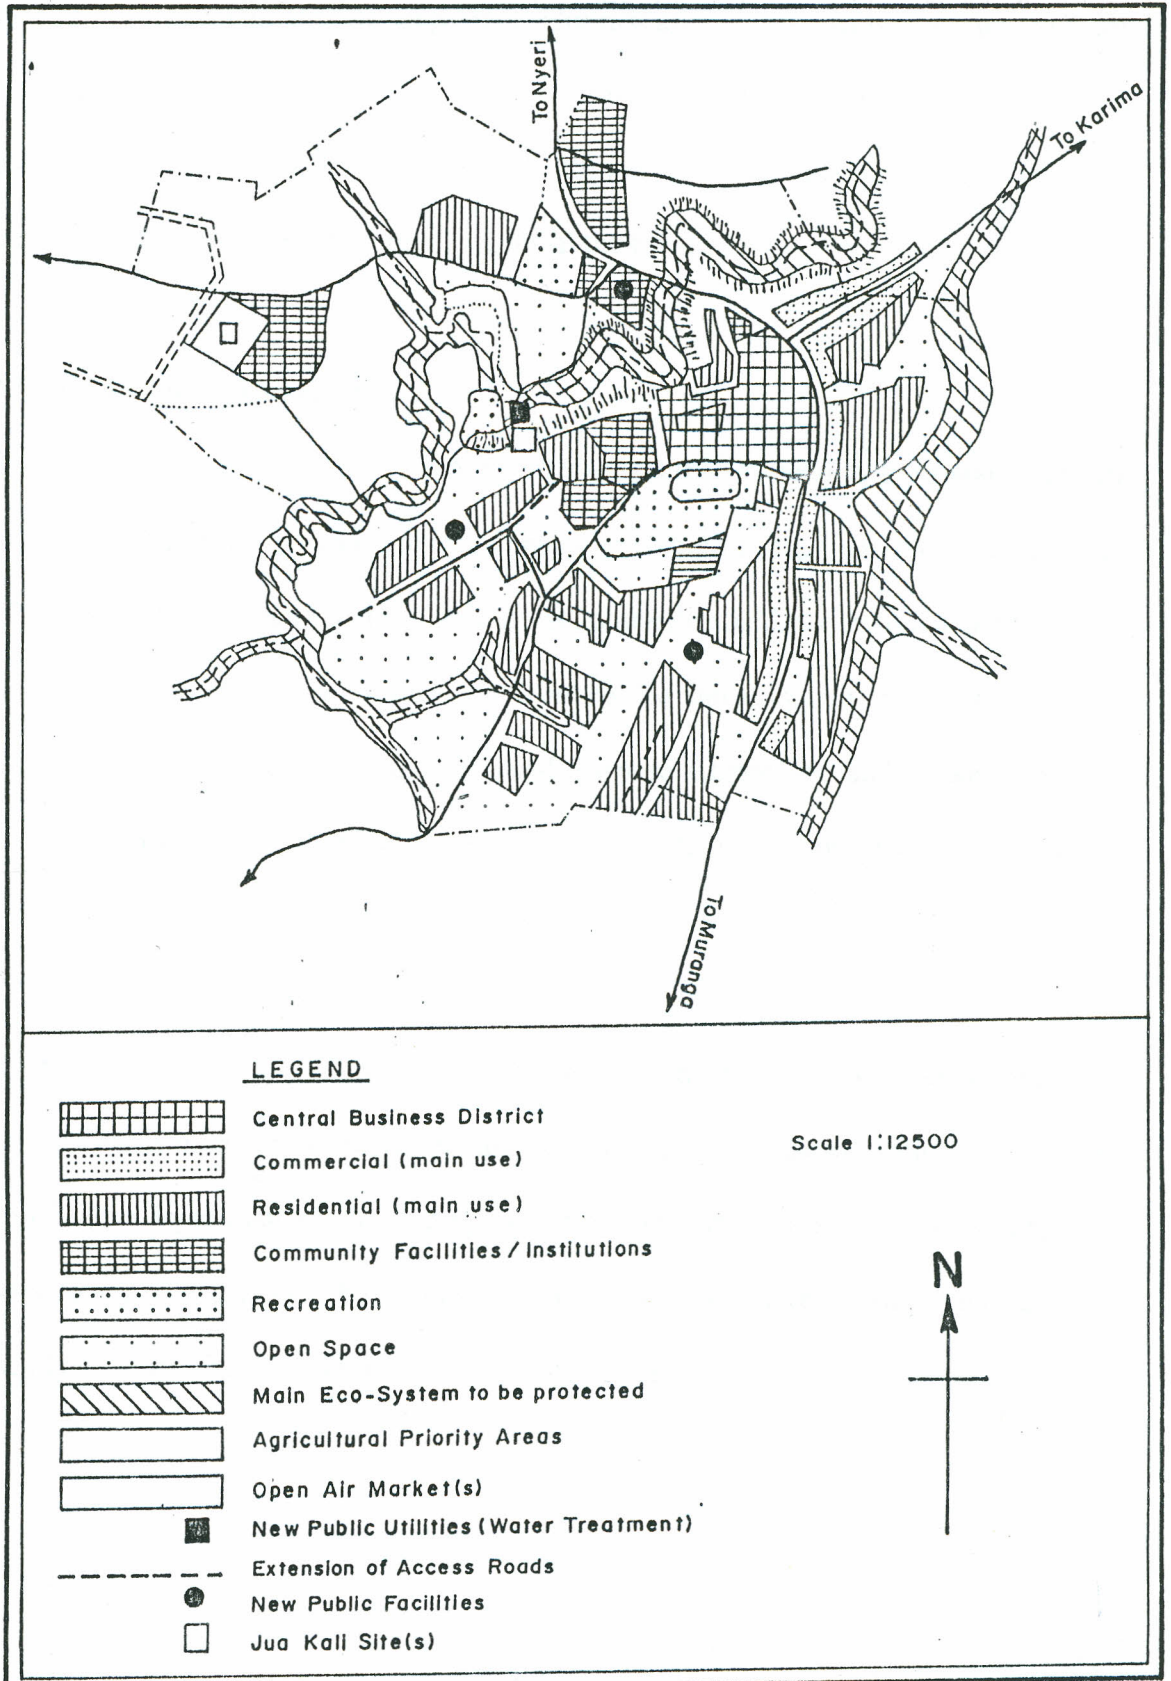 To Nyeri
To Karima
To Muranga
LEGEND
Central Business District
Commercial (main use)
Residential (main use)
Community Facilities / Institutions
Recreation
Open Space
Main Eco-System to be protected
Agricultural Priority Areas
Open Air Market(s)
New Public Utilities (Water Treatment)
Extension of Access Roads
New Public Facilities
Jua Kali Site(s)
Scale 1:12500
N